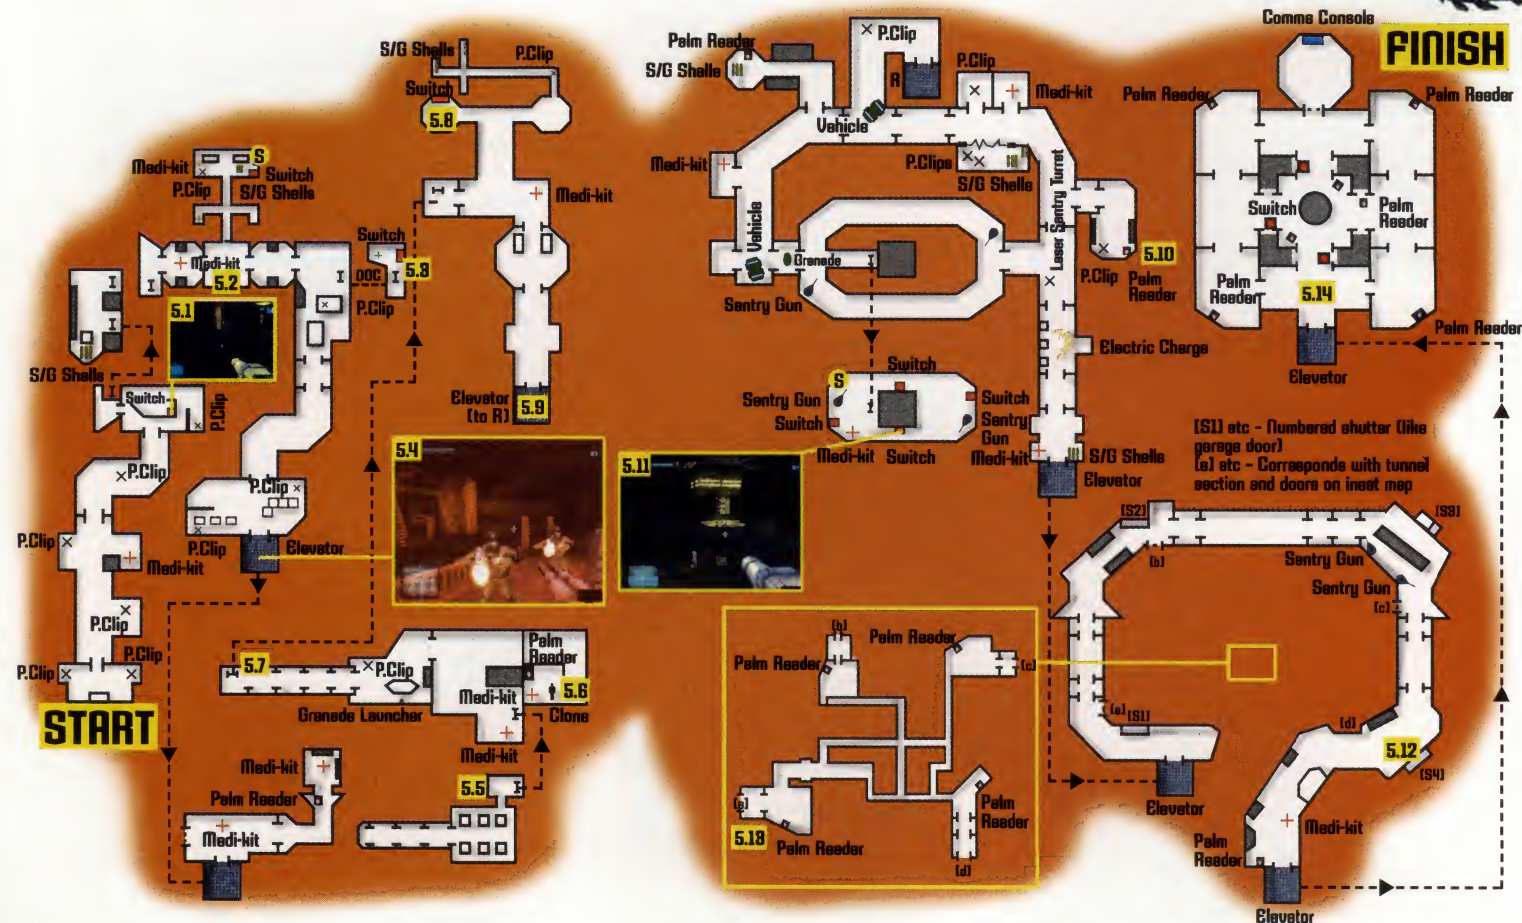 Comms Console
FINISH
S/G Shells
P.Clip
Switch
5.8
Palm Reader
S/G Shells
P.Clip
R
P.Clip
Medi-kit
Vehicle
P.Clips
S/G Shells
Medi-kit
Vehicle
Grenade
Sentry Gun
Laser Sentry Turret
5.10
P.Clip
Palm
Reader
Palm Reader
Palm Reader
Switch
Palm
Reader
Palm
Reader
5.14
Palm Reader
Elevator
Medi-kit
S
Switch
P.Clip
S/G Shells
Medi-kit
5.2
Switch
5.3
DOC
P.Clip
Medi-kit
5.1
S/G Shells
Switch
P.Clip
Elevator
(to R)
5.9
Electric Charge
S
Switch
Sentry Gun
Switch
Switch
Sentry
Gun
Medi-kit
Switch
Medi-kit
S/G Shells
Elevator
[S1] etc - Numbered shutter (like
garage door)
[a] etc - Corresponds with tunnel
section and doors on inset map
5.4
5.11
P.Clip
P.Clip
P.Clip
Elevator
P.Clip
Medi-kit
P.Clip
P.Clip
P.Clip
START
5.7
P.Clip
Palm
Reader
Medi-kit
5.6
Grenade Launcher
Clone
Medi-kit
5.5
Medi-kit
Palm Reader
Medi-kit
[S2]
[b]
[S3]
Sentry Gun
Sentry Gun
[c]
[a]
[S1]
[d]
5.12
[S4]
Elevator
Medi-kit
Palm
Reader
Elevator
[b]
Palm Reader
Palm Reader
[c]
[a]
5.13
Palm Reader
Palm
Reader
[d]